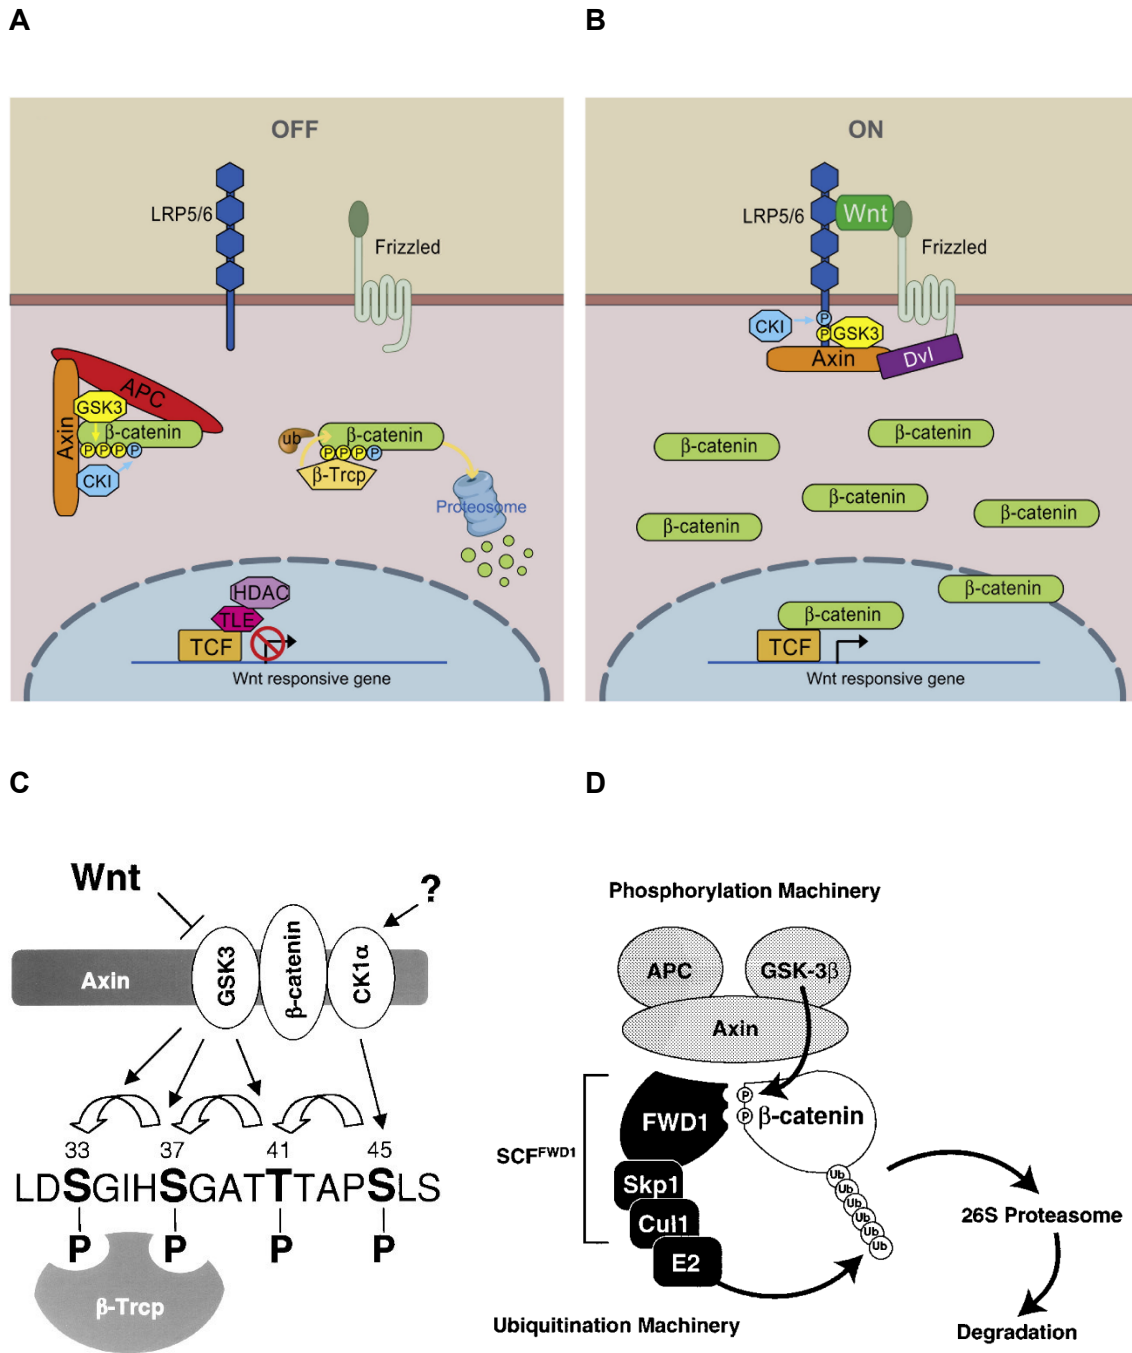 A
OFF
LRP5/6
Frizzled
APC
Axin
GSK3
β-catenin
P P P P
CKI
ub
β-catenin
P P P P
β-Trcp
Proteosome
HDAC
TLE
TCF
Wnt responsive gene
B
ON
LRP5/6
Wnt
Frizzled
CKI
P
P
GSK3
Axin
Dvl
β-catenin
β-catenin
β-catenin
β-catenin
β-catenin
β-catenin
β-catenin
TCF
Wnt responsive gene
C
Wnt
?
Axin
GSK3
β-catenin
CK1α
33 37 41 45
LDSGIHSGATTTAPSLS
P P P P
β-Trcp
D
Phosphorylation Machinery
APC
GSK-3β
Axin
FWD1
P
P
β-catenin
SCFFWD1
Skp1
Cul1
E2
Ub
Ub
Ub
Ub
Ub
Ub
26S Proteasome
Ubiquitination Machinery
Degradation